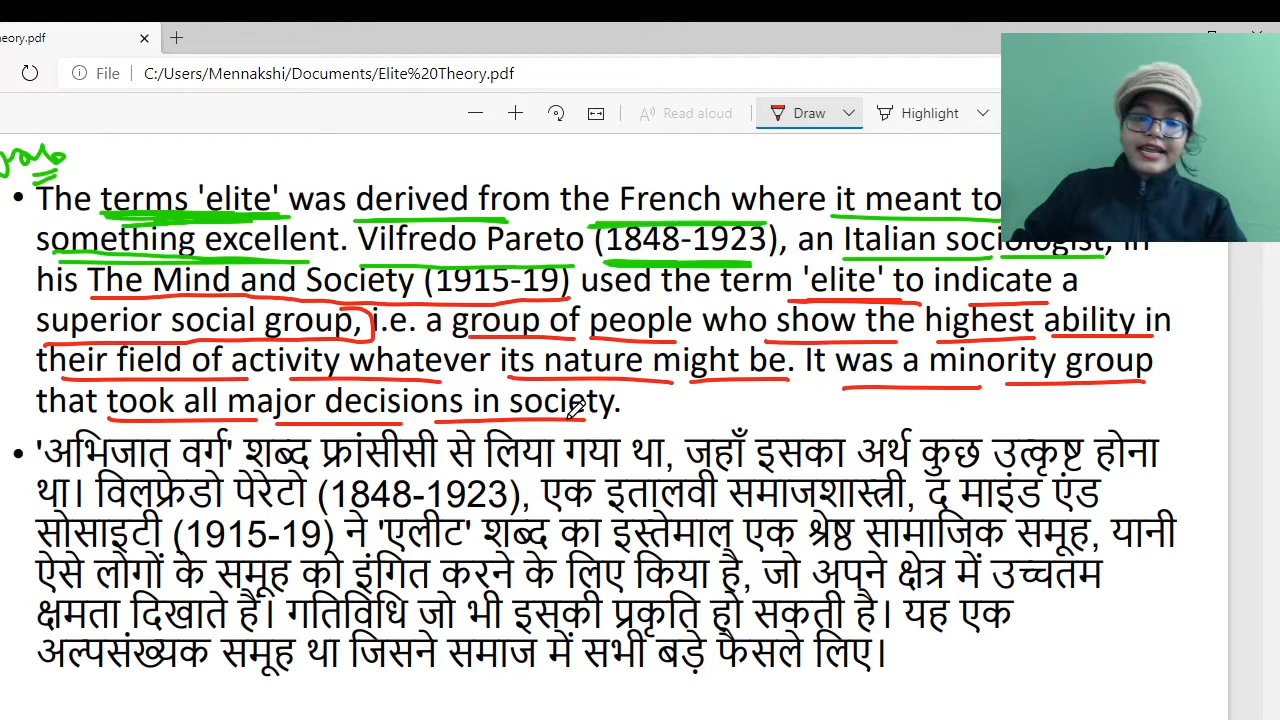 eory.pdf
File C:/Users/Mennakshi/Documents/Elite%20Theory.pdf
Read aloud Draw Highlight
• The terms 'elite' was derived from the French where it meant to
something excellent. Vilfredo Pareto (1848-1923), an Italian sociologist, in
his The Mind and Society (1915-19) used the term 'elite' to indicate a
superior social group, i.e. a group of people who show the highest ability in
their field of activity whatever its nature might be. It was a minority group
that took all major decisions in society.
• 'अभिजात वर्ग' शब्द फ्रांसीसी से लिया गया था, जहाँ इसका अर्थ कुछ उत्कृष्ट होना
था। विलफ्रेडो पेरेटो (1848-1923), एक इतालवी समाजशास्त्री, द माइंड एंड
सोसाइटी (1915-19) ने 'एलीट' शब्द का इस्तेमाल एक श्रेष्ठ सामाजिक समूह, यानी
ऐसे लोगों के समूह को इंगित करने के लिए किया है, जो अपने क्षेत्र में उच्चतम
क्षमता दिखाते हैं। गतिविधि जो भी इसकी प्रकृति हो सकती है। यह एक
अल्पसंख्यक समूह था जिसने समाज में सभी बड़े फैसले लिए।